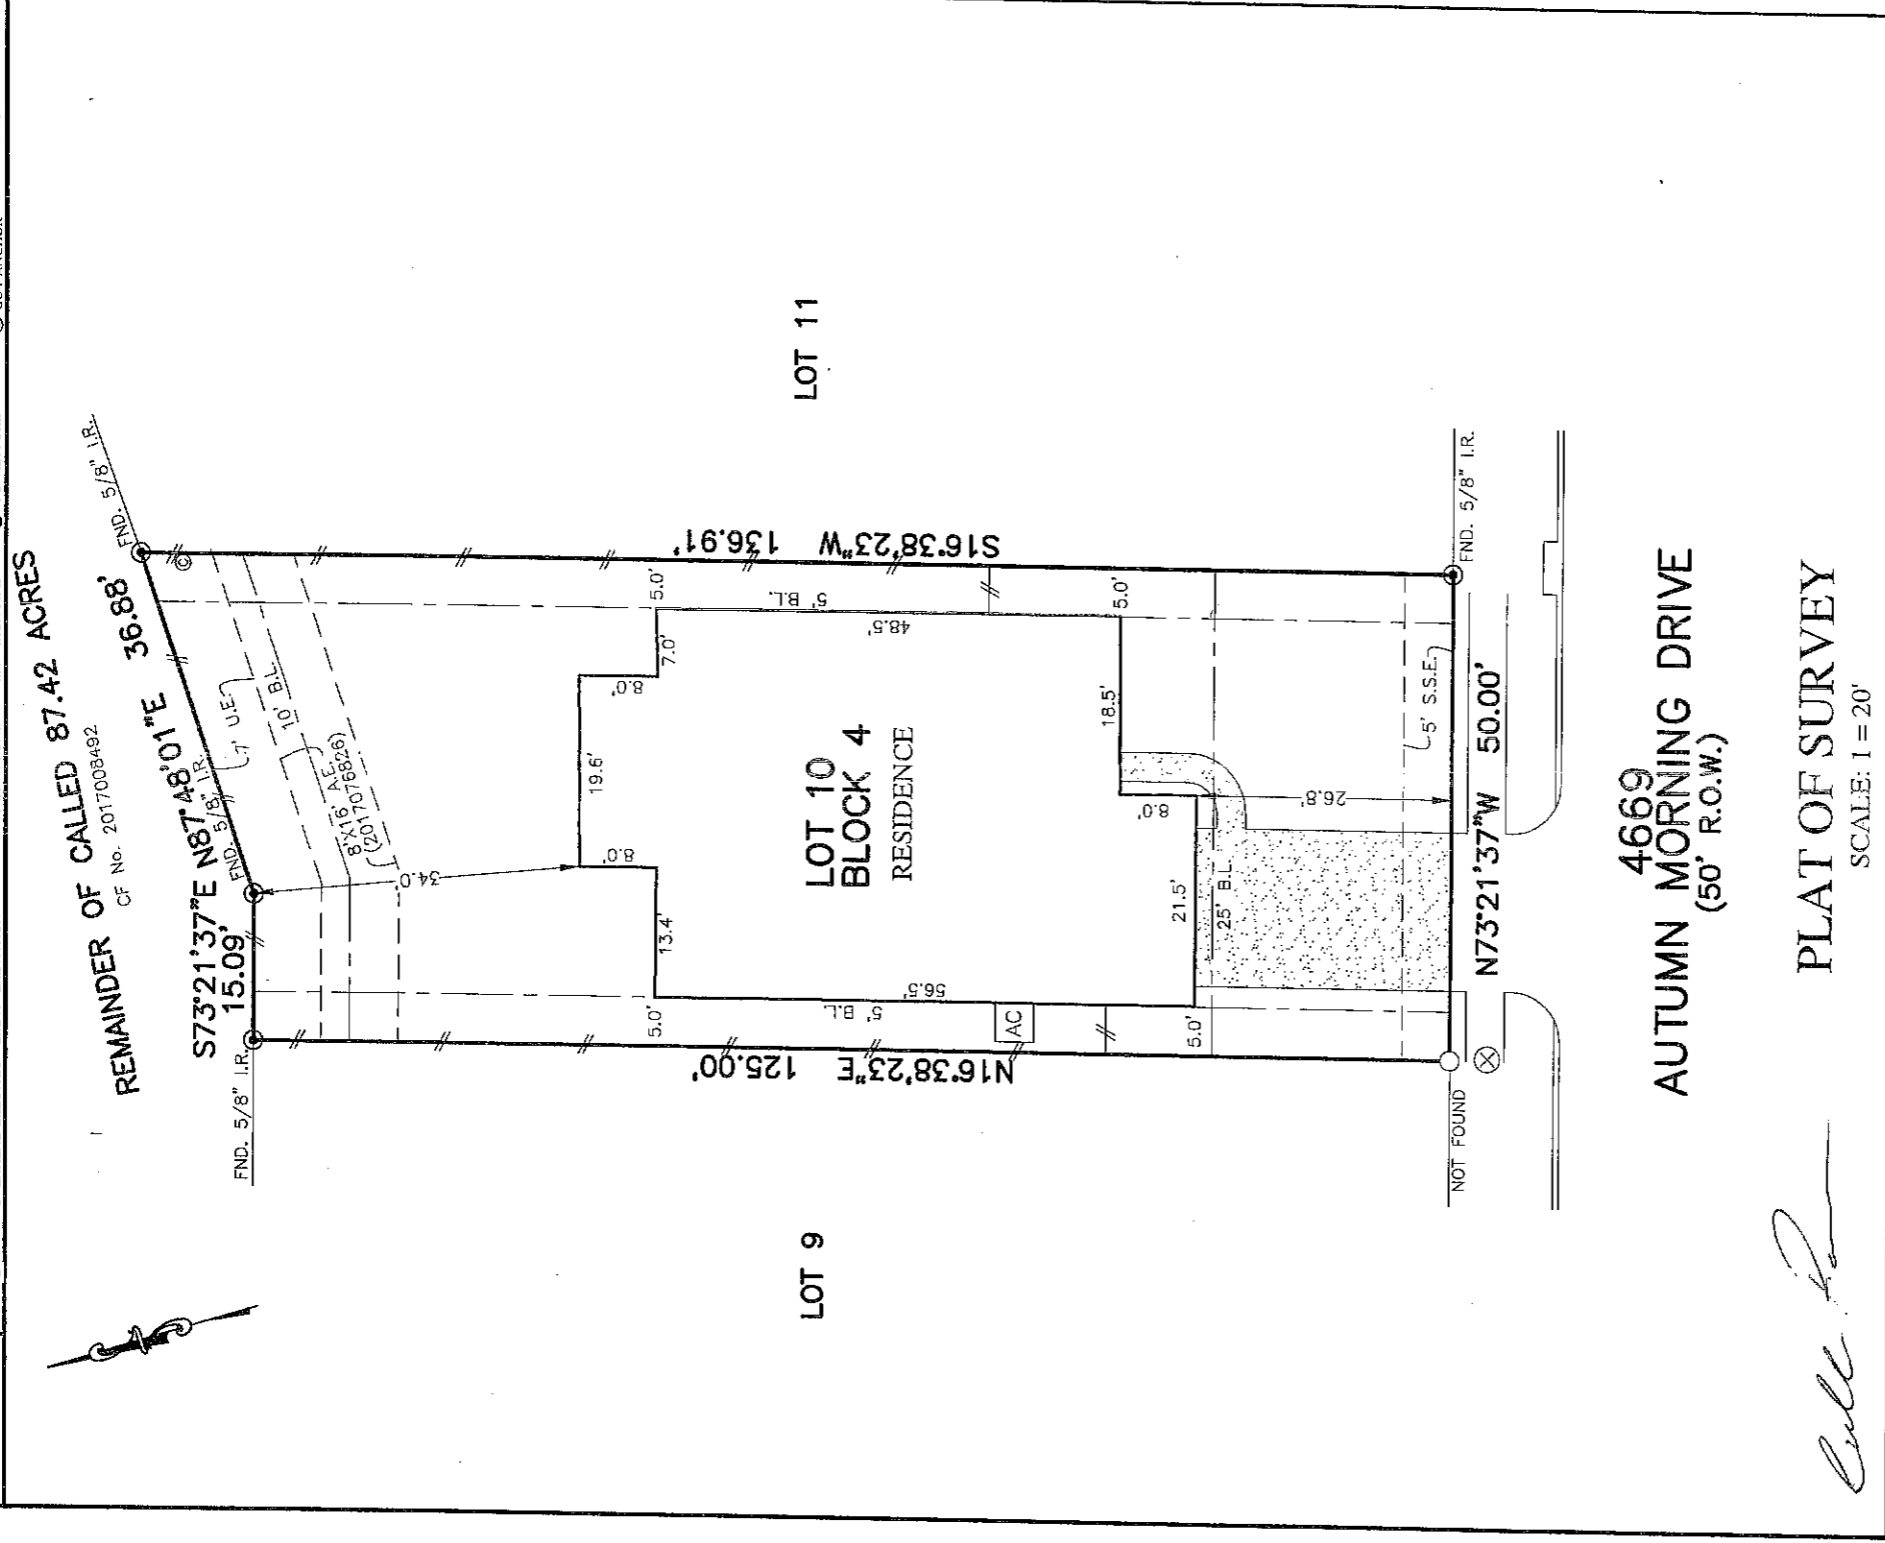 REMAINDER OF CALLED 87.42 ACRES
CF No. 2017008492
FND. 5/8" I.R.
S73°21'37"E
15.09'
FND. 5/8" I.R.
N87°48'01"E 36.88'
FND. 5/8" I.R.
7' U.E.
10' B.L.
8'X16' A.E.
(2017076826)
34.0'
S16°38'23"W 136.91'
N16°38'23"E 125.00'
LOT 9
LOT 11
5.0'
13.4'
8.0'
19.6'
8.0'
7.0'
5.0'
5' B.L.
56.5'
AC
LOT 10
BLOCK 4
RESIDENCE
48.5'
5' B.L.
5.0'
21.5'
8.0'
18.5'
5.0'
25' B.L.
26.8'
5' S.S.E.
NOT FOUND
N73°21'37"W 50.00'
FND. 5/8" I.R.
4669
AUTUMN MORNING DRIVE
(50' R.O.W.)
PLAT OF SURVEY
SCALE: 1 = 20'